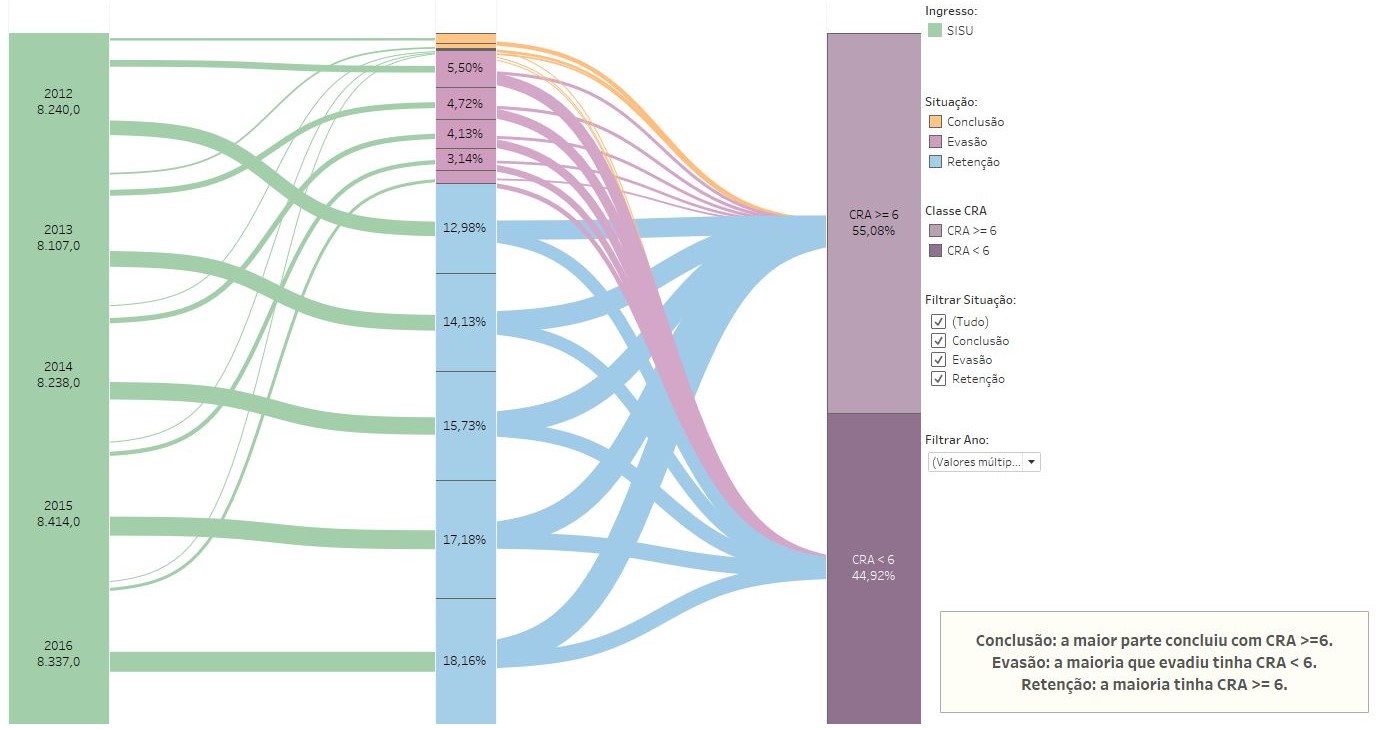 2012
8.240,0
2013
8.107,0
2014
8.238,0
2015
8.414,0
2016
8.337,0
5,50%
4,72%
4,13%
3,14%
12,98%
14,13%
15,73%
17,18%
18,16%
CRA >= 6
55,08%
CRA < 6
44,92%
Ingresso:
SISU
Situação:
Conclusão
Evasão
Retenção
Classe CRA
CRA >= 6
CRA < 6
Filtrar Situação:
(Tudo)
Conclusão
Evasão
Retenção
Filtrar Ano:
(Valores múltip...
Conclusão: a maior parte concluiu com CRA >=6.
Evasão: a maioria que evadiu tinha CRA < 6.
Retenção: a maioria tinha CRA >= 6.